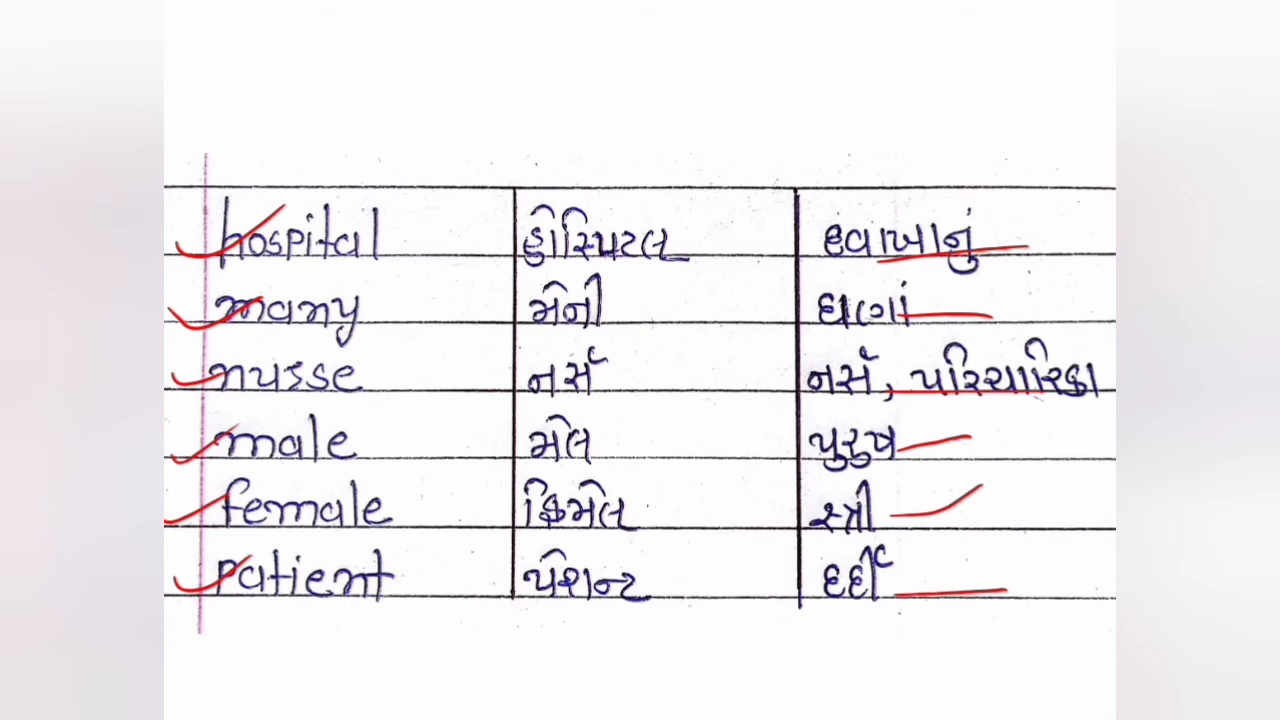 hospital હોસ્પિટલ દવાખાનું
many મેની ઘણાં
nurse નર્સ નર્સ, પરિચારિકા
male મેલ પુરુષ
female ફિમેલ સ્ત્રી
patient પેશન્ટ દર્દી